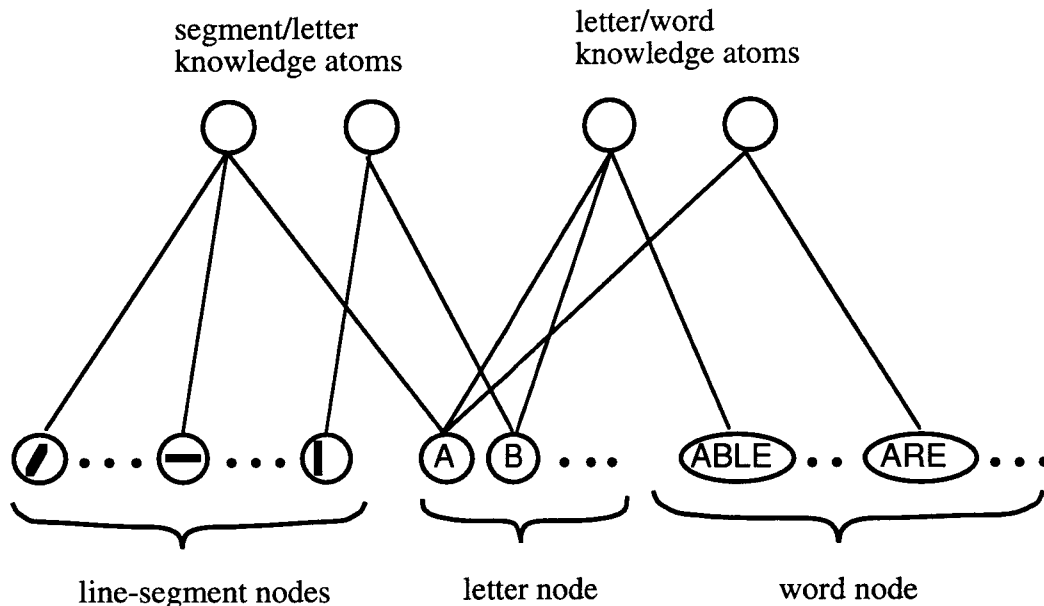 segment/letter
knowledge atoms
letter/word
knowledge atoms
A B ABLE ARE
line-segment nodes letter node word node